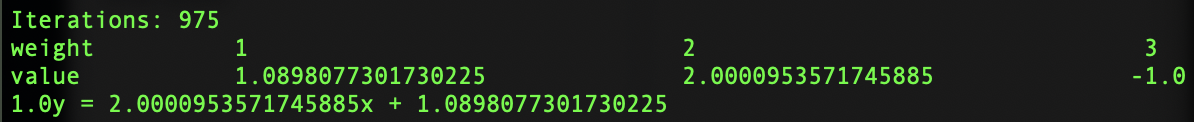 Iterations: 975
weight 1 2 3
value 1.0898077301730225 2.0000953571745885 -1.0
1.0y = 2.0000953571745885x + 1.0898077301730225